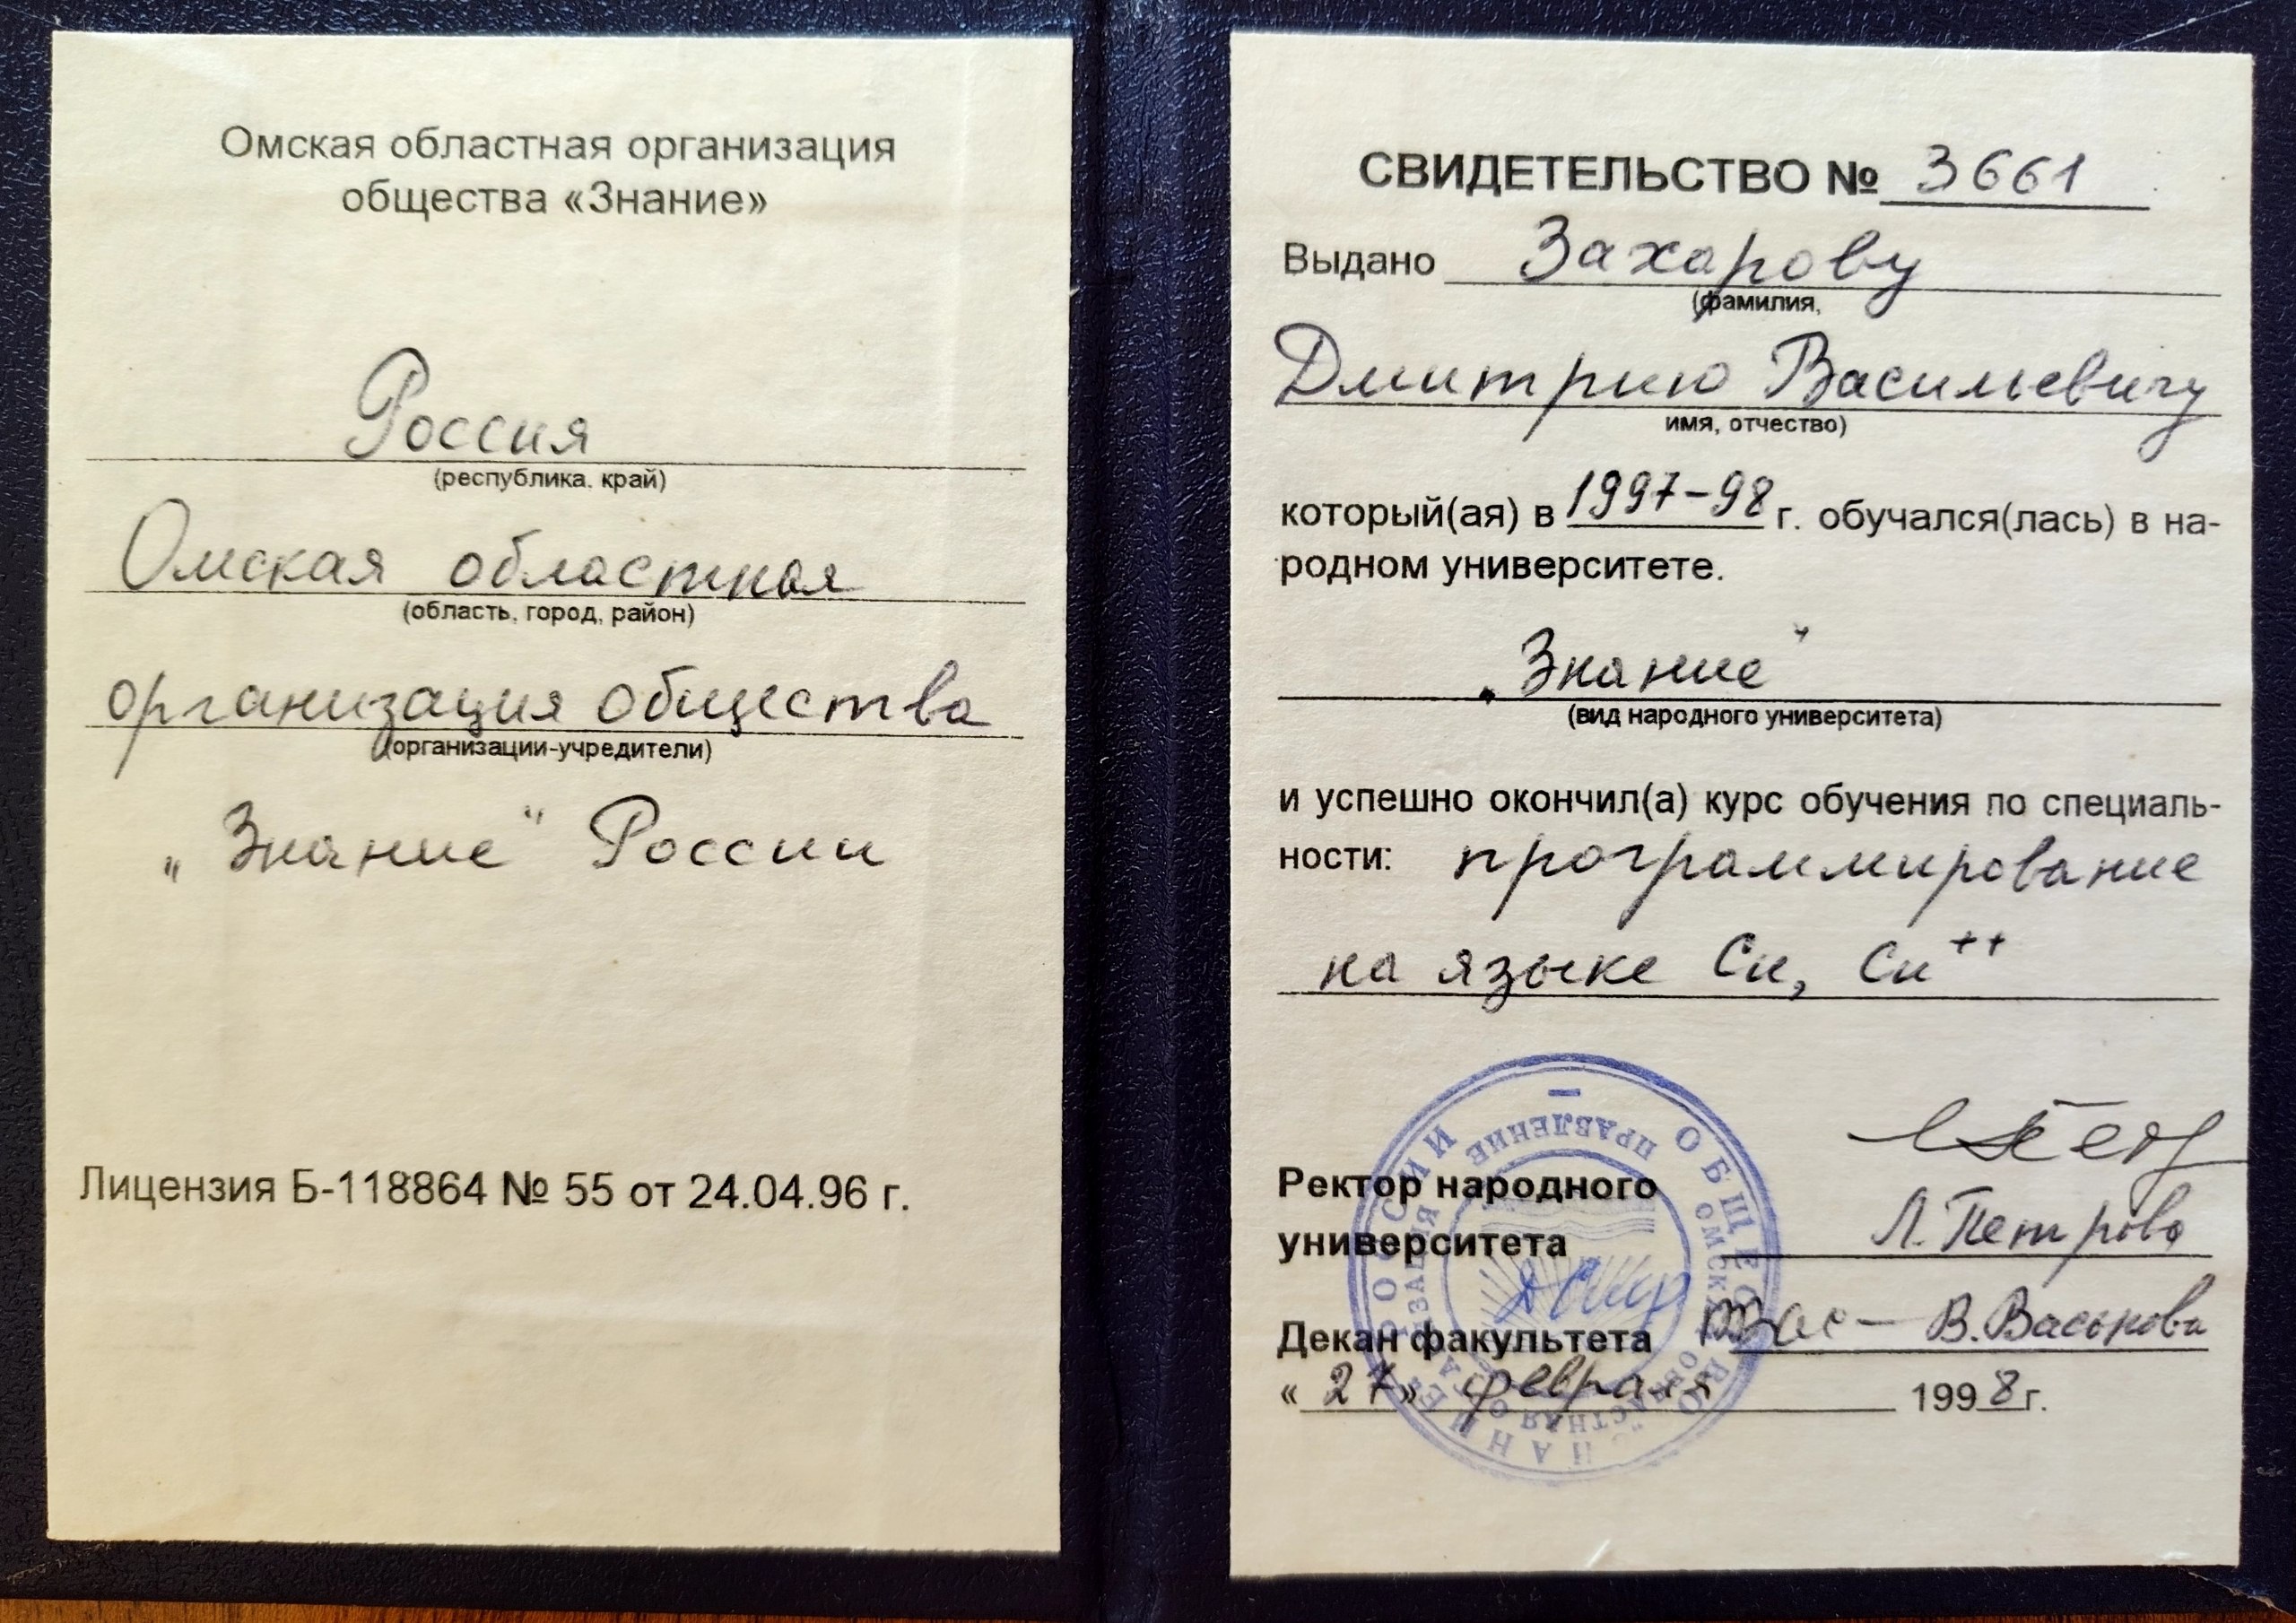 Омская областная организация
общества «Знание»
Россия
(республика. край)
Омская областная
(область, город, район)
организация общества
(организации-учредители)
„Знание" России
Лицензия Б-118864 № 55 от 24.04.96 г.
СВИДЕТЕЛЬСТВО № 3661
Выдано Захарову
(фамилия,
Дмитрию Васильевичу
имя, отчество)
который(ая) в 1997-98 г. обучался(лась) в на-
родном университете.
„Знание"
(вид народного университета)
и успешно окончил(а) курс обучения по специаль-
ности: программирование
на языке Си, Си++
Ректор народного
университета Л. Петрова
Декан факультета В. Васькова
«27» февраля 1998 г.
ОБЩЕСТВО
РОССИИ
ПРАВЛЕНИЕ